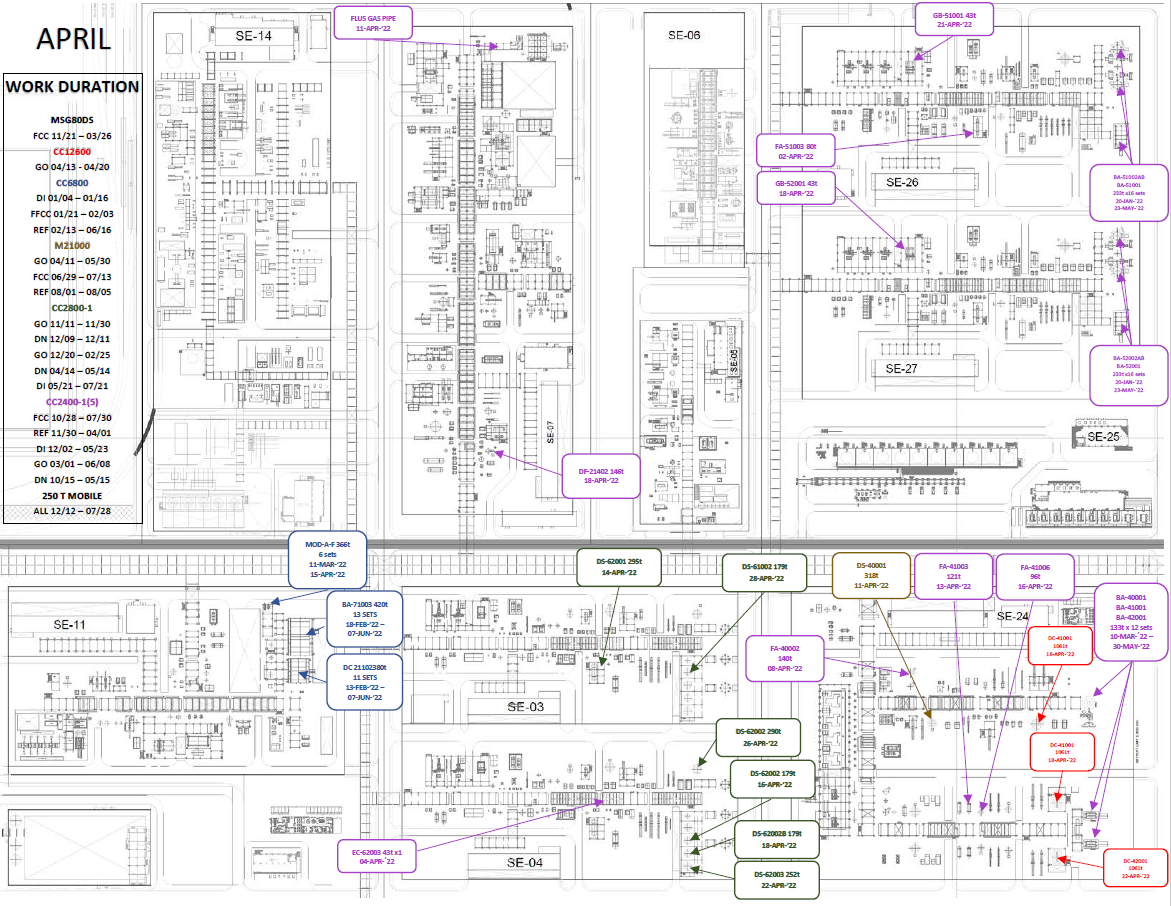 APRIL
WORK DURATION
MSG80DS
FCC 11/21 – 03/26
CC12600
GO 04/13 – 04/20
CC6800
DI 01/04 – 01/16
FFCC 01/21 – 02/03
REF 02/13 – 06/16
M21000
GO 04/11 – 05/30
FCC 06/29 – 07/13
REF 08/01 – 08/05
CC2800-1
GO 11/11 – 11/30
DN 12/09 – 12/11
GO 12/20 – 02/25
DN 04/14 – 05/14
DI 05/21 – 07/21
CC2400-1(5)
FCC 10/28 – 07/30
REF 11/30 – 04/01
DI 12/02 – 05/23
GO 03/01 – 06/08
DN 10/15 – 05/15
250 T MOBILE
ALL 12/12 – 07/28
SE-14
FLUS GAS PIPE
11-APR-'22
SE-06
GB-51001 43t
21-APR-'22
FA-51003 80t
02-APR-'22
GB-52001 43t
18-APR-'22
SE-26
BA-51002AB
BA-51001
233t x16 sets
20-JAN-'22
23-MAY-'22
SE-27
BA-52002AB
BA-52001
233t x16 sets
20-JAN-'22
23-MAY-'22
SE-05
SE-07
SE-25
DF-21402 146t
18-APR-'22
MOD-A-F 366t
6 sets
11-MAR-'22
15-APR-'22
BA-71003 420t
13 SETS
18-FEB-'22 –
07-JUN-'22
DC 21102380t
11 SETS
13-FEB-'22 –
07-JUN-'22
SE-11
DS-62001 295t
14-APR-'22
DS-61002 179t
28-APR-'22
DS-40001
318t
11-APR-'22
FA-41003
121t
13-APR-'22
FA-41006
96t
16-APR-'22
BA-40001
BA-41001
BA-42001
133t x 12 sets
10-MAR-'22 –
30-MAY-'22
SE-24
DC-41001
1061t
18-APR-'22
FA-40002
140t
08-APR-'22
SE-03
DS-62002 290t
26-APR-'22
DC-41001
1061t
18-APR-'22
DS-62002 179t
16-APR-'22
DS-62002B 179t
18-APR-'22
EC-62003 43t x1
04-APR-'22
SE-04
DS-62003 252t
22-APR-'22
DC-42001
1061t
22-APR-'22